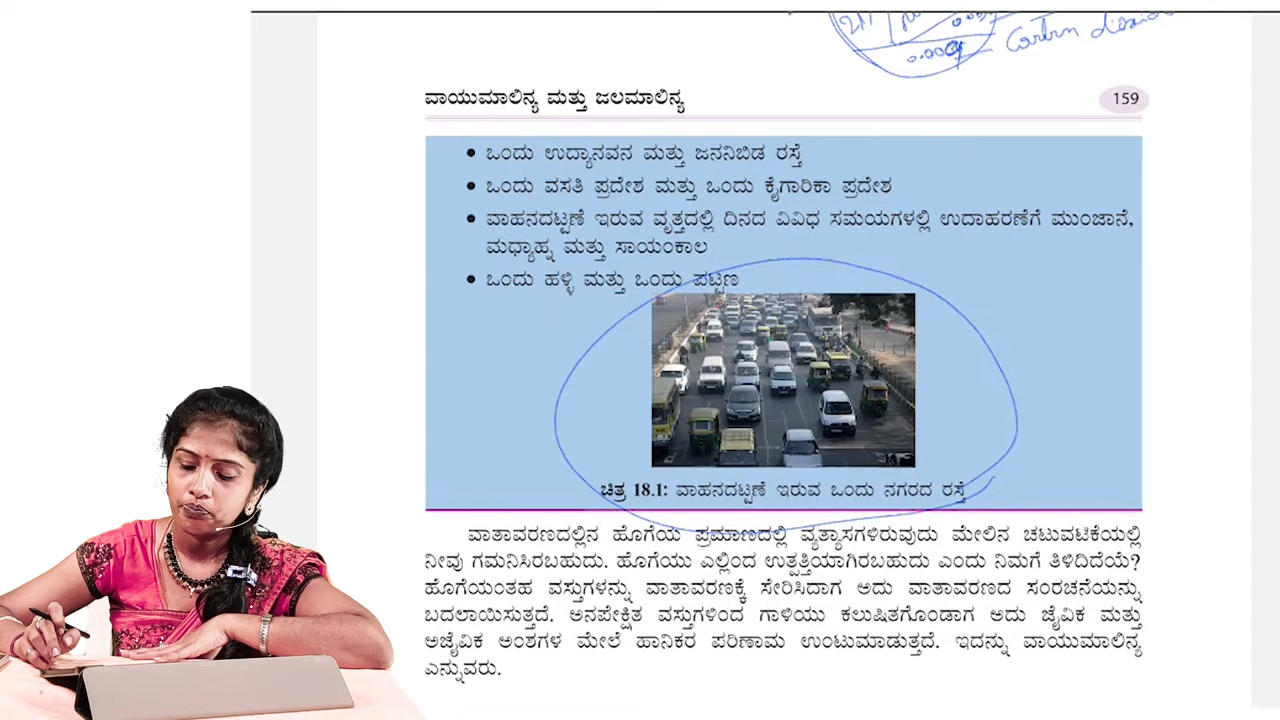 0.009
Carbon
ವಾಯುಮಾಲಿನ್ಯ ಮತ್ತು ಜಲಮಾಲಿನ್ಯ 159
• ಒಂದು ಉದ್ಯಾನವನ ಮತ್ತು ಜನನಿಬಿಡ ರಸ್ತೆ
• ಒಂದು ವಸತಿ ಪ್ರದೇಶ ಮತ್ತು ಒಂದು ಕೈಗಾರಿಕಾ ಪ್ರದೇಶ
• ವಾಹನದಟ್ಟಣೆ ಇರುವ ವೃತ್ತದಲ್ಲಿ ದಿನದ ವಿವಿಧ ಸಮಯಗಳಲ್ಲಿ ಉದಾಹರಣೆಗೆ ಮುಂಜಾನೆ,
ಮಧ್ಯಾಹ್ನ ಮತ್ತು ಸಾಯಂಕಾಲ
• ಒಂದು ಹಳ್ಳಿ ಮತ್ತು ಒಂದು ಪಟ್ಟಣ
ಚಿತ್ರ 18.1: ವಾಹನದಟ್ಟಣೆ ಇರುವ ಒಂದು ನಗರದ ರಸ್ತೆ
ವಾತಾವರಣದಲ್ಲಿನ ಹೊಗೆಯ ಪ್ರಮಾಣದಲ್ಲಿ ವ್ಯತ್ಯಾಸಗಳಿರುವುದು ಮೇಲಿನ ಚಟುವಟಿಕೆಯಲ್ಲಿ
ನೀವು ಗಮನಿಸಿರಬಹುದು. ಹೊಗೆಯು ಎಲ್ಲಿಂದ ಉತ್ಪತ್ತಿಯಾಗಿರಬಹುದು ಎಂದು ನಿಮಗೆ ತಿಳಿದಿದೆಯೇ?
ಹೊಗೆಯಂತಹ ವಸ್ತುಗಳನ್ನು ವಾತಾವರಣಕ್ಕೆ ಸೇರಿಸಿದಾಗ ಅದು ವಾತಾವರಣದ ಸಂರಚನೆಯನ್ನು
ಬದಲಾಯಿಸುತ್ತದೆ. ಅನಪೇಕ್ಷಿತ ವಸ್ತುಗಳಿಂದ ಗಾಳಿಯು ಕಲುಷಿತಗೊಂಡಾಗ ಅದು ಜೈವಿಕ ಮತ್ತು
ಅಜೈವಿಕ ಅಂಶಗಳ ಮೇಲೆ ಹಾನಿಕರ ಪರಿಣಾಮ ಉಂಟುಮಾಡುತ್ತದೆ. ಇದನ್ನು ವಾಯುಮಾಲಿನ್ಯ
ಎನ್ನುವರು.